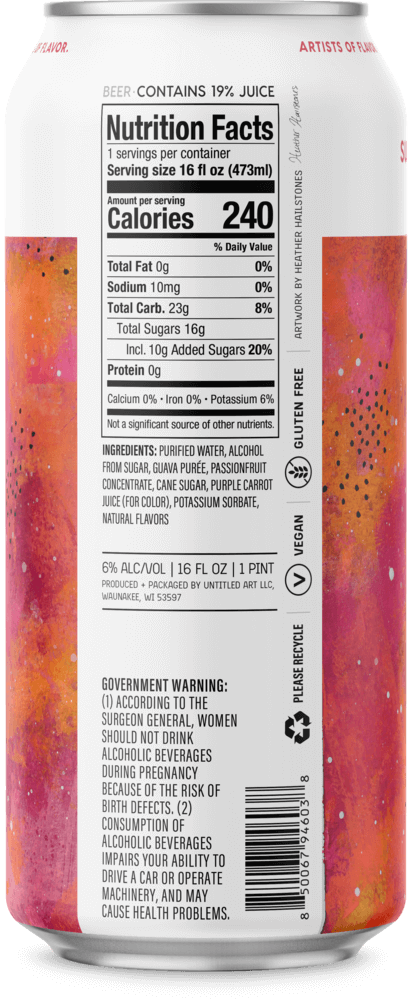 OF FLAVOR.
ARTISTS OF FLAV
BEER · CONTAINS 19% JUICE
Nutrition Facts
1 servings per container
Serving size 16 fl oz (473ml)
Amount per serving
Calories 240
% Daily Value
Total Fat 0g 0%
Sodium 10mg 0%
Total Carb. 23g 8%
Total Sugars 16g
Incl. 10g Added Sugars 20%
Protein 0g
Calcium 0% • Iron 0% • Potassium 6%
Not a significant source of other nutrients.
INGREDIENTS: PURIFIED WATER, ALCOHOL
FROM SUGAR, GUAVA PURÉE, PASSIONFRUIT
CONCENTRATE, CANE SUGAR, PURPLE CARROT
JUICE (FOR COLOR), POTASSIUM SORBATE,
NATURAL FLAVORS
6% ALC/VOL | 16 FL OZ | 1 PINT
PRODUCED + PACKAGED BY UNTITLED ART LLC,
WAUNAKEE, WI 53597
GOVERNMENT WARNING:
(1) ACCORDING TO THE
SURGEON GENERAL, WOMEN
SHOULD NOT DRINK
ALCOHOLIC BEVERAGES
DURING PREGNANCY
BECAUSE OF THE RISK OF
BIRTH DEFECTS. (2)
CONSUMPTION OF
ALCOHOLIC BEVERAGES
IMPAIRS YOUR ABILITY TO
DRIVE A CAR OR OPERATE
MACHINERY, AND MAY
CAUSE HEALTH PROBLEMS.
ARTWORK BY HEATHER HAILSTONES
GLUTEN FREE
V VEGAN
PLEASE RECYCLE
8 50067 94603 8